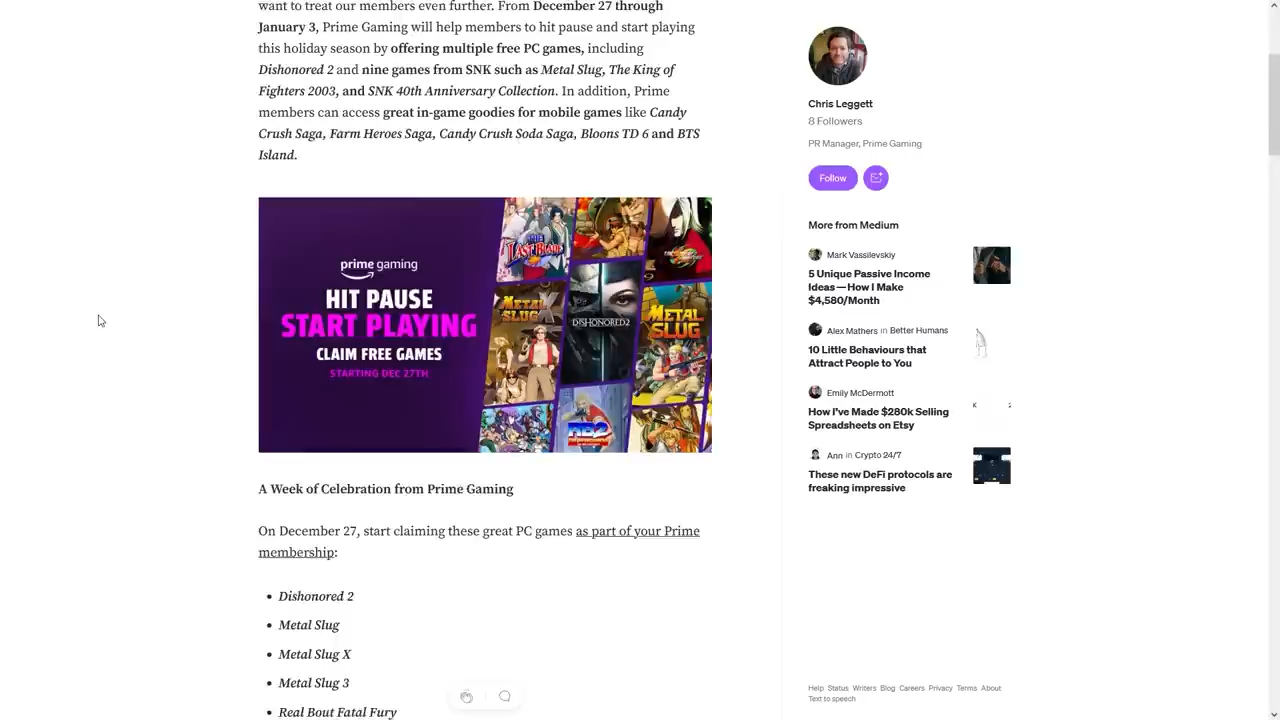 want to treat our members even further. From December 27 through
January 3, Prime Gaming will help members to hit pause and start playing
this holiday season by offering multiple free PC games, including
Dishonored 2 and nine games from SNK such as Metal Slug, The King of
Fighters 2003, and SNK 40th Anniversary Collection. In addition, Prime
members can access great in-game goodies for mobile games like Candy
Crush Saga, Farm Heroes Saga, Candy Crush Soda Saga, Bloons TD 6 and BTS
Island.
prime gaming
HIT PAUSE
START PLAYING
CLAIM FREE GAMES
STARTING DEC 27TH
THE LAST BLADE
METAL SLUG
DISHONORED2
METAL SLUG
RB2
A Week of Celebration from Prime Gaming
On December 27, start claiming these great PC games as part of your Prime
membership:
• Dishonored 2
• Metal Slug
• Metal Slug X
• Metal Slug 3
• Real Bout Fatal Fury
Chris Leggett
8 Followers
PR Manager, Prime Gaming
Follow
More from Medium
Mark Vassilevskiy
5 Unique Passive Income
Ideas — How I Make
$4,580/Month
Alex Mathers in Better Humans
10 Little Behaviours that
Attract People to You
Emily McDermott
How I've Made $280k Selling
Spreadsheets on Etsy
Ann in Crypto 24/7
These new DeFi protocols are
freaking impressive
Help Status Writers Blog Careers Privacy Terms About
Text to speech